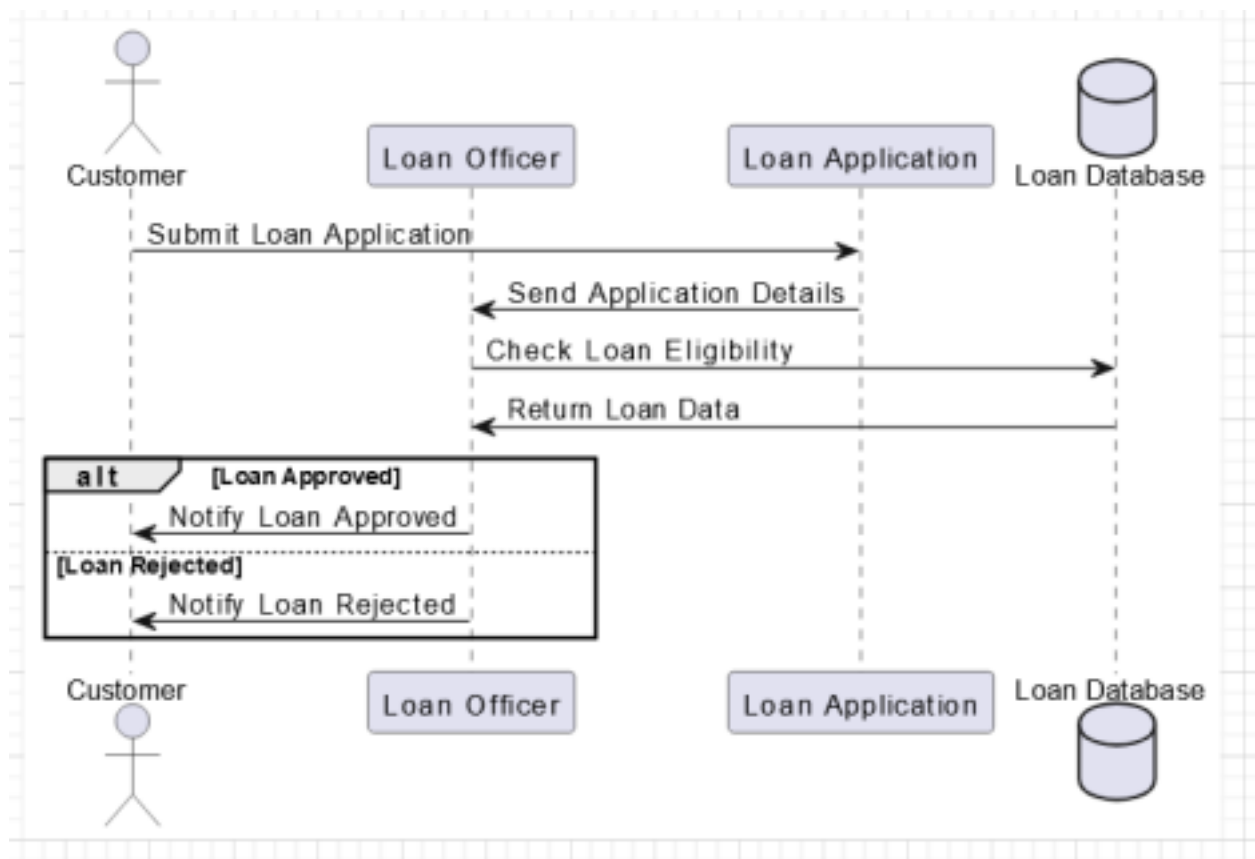 Customer
Loan Officer
Loan Application
Loan Database
Submit Loan Application
Send Application Details
Check Loan Eligibility
Return Loan Data
alt [Loan Approved]
Notify Loan Approved
[Loan Rejected]
Notify Loan Rejected
Customer
Loan Officer
Loan Application
Loan Database